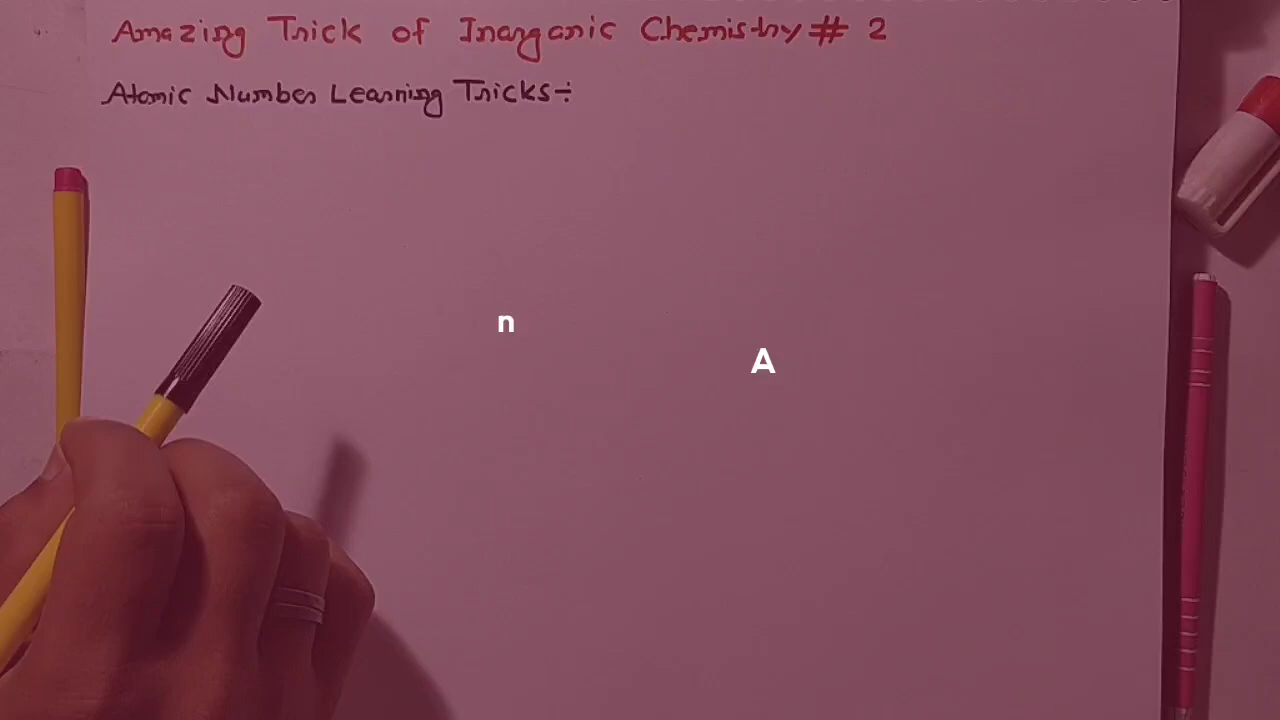 Amazing Trick of Inorganic Chemistry # 2
Atomic Number Learning Tricks÷
n
A